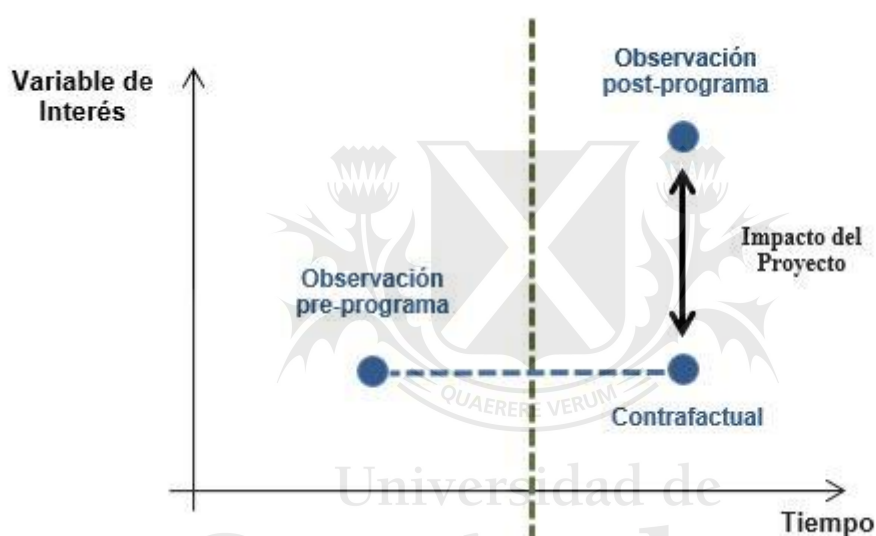 Observación
post-programa
Variable de
Interés
Impacto del
Proyecto
Observación
pre-programa
QUAERERE VERUM
Contrafactual
Universidad de
Tiempo